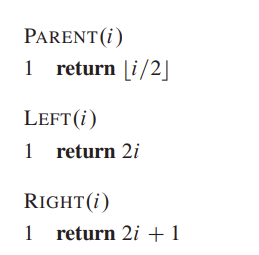 PARENT(i)
1 return ⌊i/2⌋
LEFT(i)
1 return 2i
RIGHT(i)
1 return 2i + 1